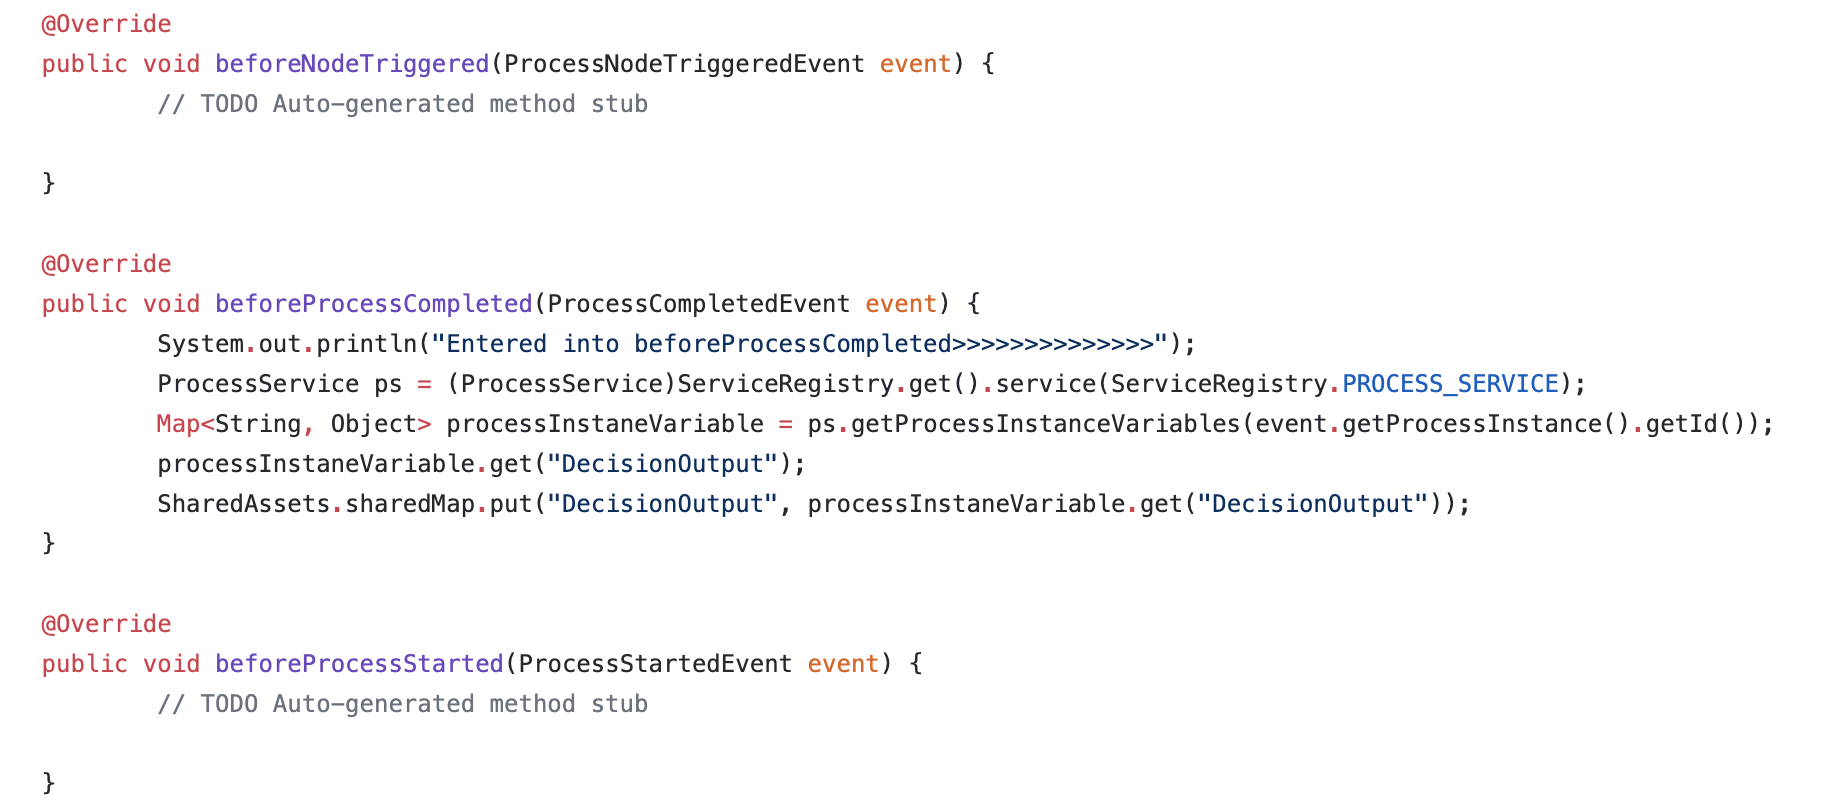 @Override
public void beforeNodeTriggered(ProcessNodeTriggeredEvent event) {
// TODO Auto-generated method stub
}
@Override
public void beforeProcessCompleted(ProcessCompletedEvent event) {
System.out.println("Entered into beforeProcessCompleted>>>>>>>>>>>>>>");
ProcessService ps = (ProcessService)ServiceRegistry.get().service(ServiceRegistry.PROCESS_SERVICE);
Map<String, Object> processInstaneVariable = ps.getProcessInstanceVariables(event.getProcessInstance().getId());
processInstaneVariable.get("DecisionOutput");
SharedAssets.sharedMap.put("DecisionOutput", processInstaneVariable.get("DecisionOutput"));
}
@Override
public void beforeProcessStarted(ProcessStartedEvent event) {
// TODO Auto-generated method stub
}